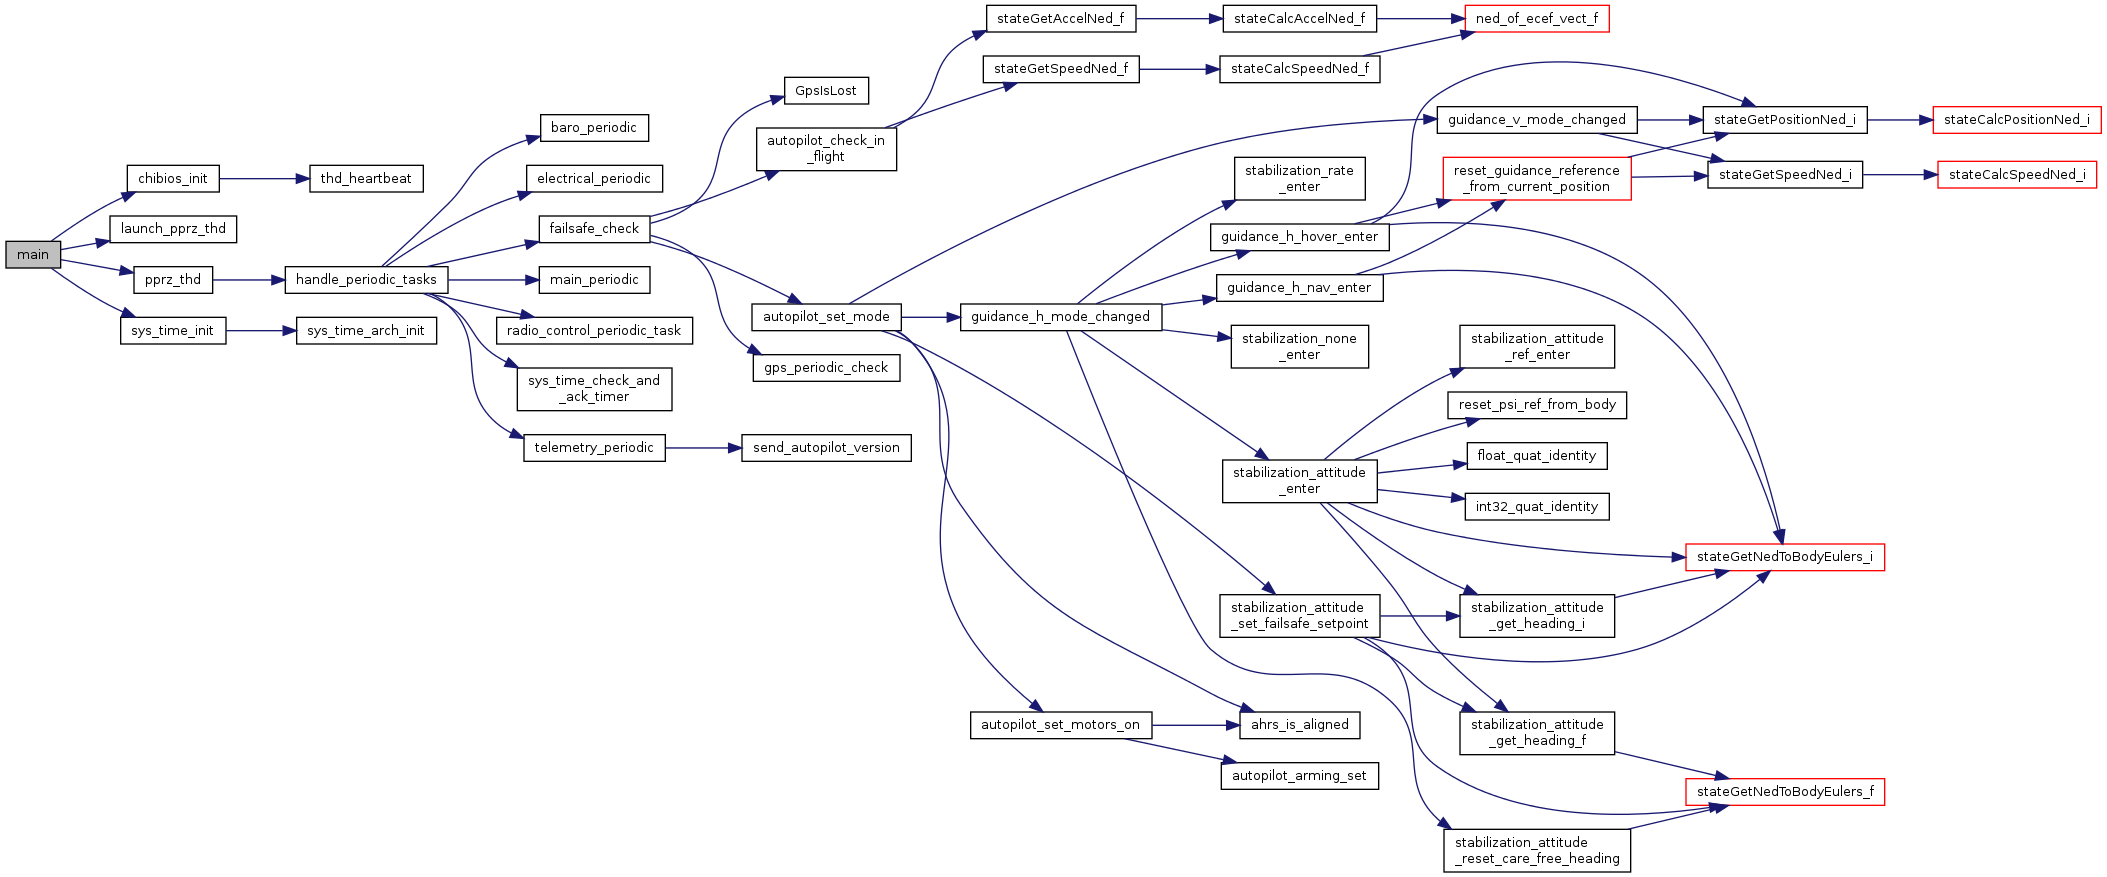 main
chibios_init
thd_heartbeat
launch_pprz_thd
pprz_thd
sys_time_init
sys_time_arch_init
handle_periodic_tasks
baro_periodic
electrical_periodic
failsafe_check
main_periodic
radio_control_periodic_task
sys_time_check_and
_ack_timer
telemetry_periodic
send_autopilot_version
GpsIsLost
autopilot_check_in
_flight
autopilot_set_mode
gps_periodic_check
stateGetAccelNed_f
stateCalcAccelNed_f
ned_of_ecef_vect_f
stateGetSpeedNed_f
stateCalcSpeedNed_f
guidance_v_mode_changed
stateGetPositionNed_i
stateCalcPositionNed_i
stateGetSpeedNed_i
stateCalcSpeedNed_i
guidance_h_mode_changed
stabilization_rate
_enter
reset_guidance_reference
_from_current_position
guidance_h_hover_enter
guidance_h_nav_enter
stabilization_none
_enter
stabilization_attitude
_enter
stabilization_attitude
_ref_enter
reset_psi_ref_from_body
float_quat_identity
int32_quat_identity
stateGetNedToBodyEulers_i
stabilization_attitude
_set_failsafe_setpoint
stabilization_attitude
_get_heading_i
stabilization_attitude
_get_heading_f
autopilot_set_motors_on
ahrs_is_aligned
autopilot_arming_set
stateGetNedToBodyEulers_f
stabilization_attitude
_reset_care_free_heading